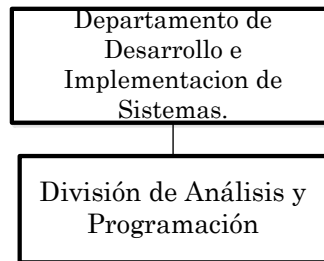 Departamento de
Desarrollo e
Implementacion de
Sistemas.
División de Análisis y
Programación